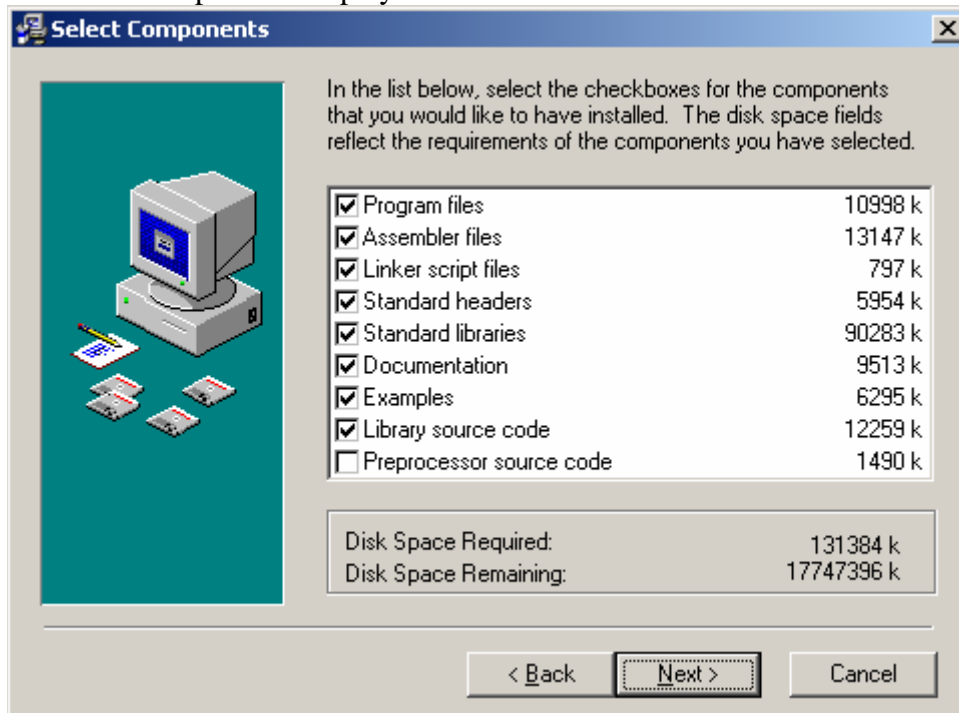 Select Components
In the list below, select the checkboxes for the components
that you would like to have installed. The disk space fields
reflect the requirements of the components you have selected.
Program files 10998 k
Assembler files 13147 k
Linker script files 797 k
Standard headers 5954 k
Standard libraries 90283 k
Documentation 9513 k
Examples 6295 k
Library source code 12259 k
Preprocessor source code 1490 k
Disk Space Required: 131384 k
Disk Space Remaining: 17747396 k
< Back Next > Cancel